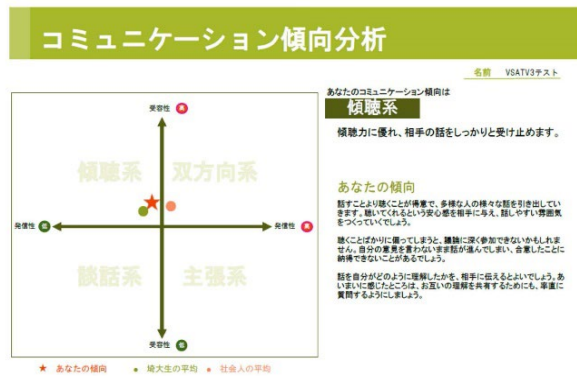 コミュニケーション傾向分析
名前 VSATV3テスト
あなたのコミュニケーション傾向は
傾聴系
傾聴力に優れ、相手の話をしっかりと受け止めます。
受容性 高
傾聴系 双方向系
発信性 低
発信性 高
談話系 主張系
受容性 低
★ あなたの傾向 ● 埼大生の平均 ● 社会人の平均
あなたの傾向
話すことより聴くことが得意で、多様な人の様々な話を引き出してい
きます。聴いてくれるという安心感を相手に与え、話しやすい雰囲気
をつくっていくでしょう。
聴くことばかりに偏ってしまうと、議論に深く参加できないかもしれま
せん。自分の意見を言わないまま話が進んでしまい、合意したことに
納得できないことがあるでしょう。
話を自分がどのように理解したかを、相手に伝えるとよいでしょう。あ
いまいに感じたところは、お互いの理解を共有するためにも、率直に
質問するようにしましょう。